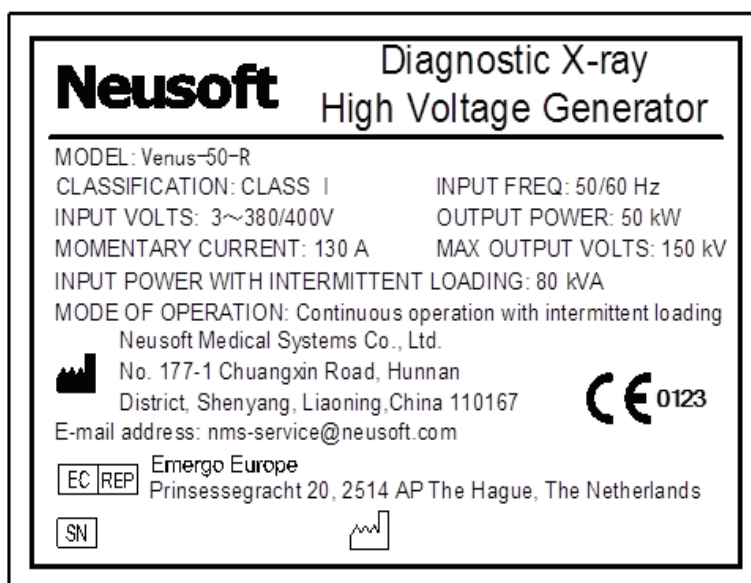 Neusoft
Diagnostic X-ray
High Voltage Generator
MODEL: Venus-50-R
CLASSIFICATION: CLASS I INPUT FREQ: 50/60 Hz
INPUT VOLTS: 3～380/400V OUTPUT POWER: 50 kW
MOMENTARY CURRENT: 130 A MAX OUTPUT VOLTS: 150 kV
INPUT POWER WITH INTERMITTENT LOADING: 80 kVA
MODE OF OPERATION: Continuous operation with intermittent loading
Neusoft Medical Systems Co., Ltd.
No. 177-1 Chuangxin Road, Hunnan
District, Shenyang, Liaoning,China 110167
CE 0123
E-mail address: nms-service@neusoft.com
EC REP Emergo Europe
Prinsessegracht 20, 2514 AP The Hague, The Netherlands
SN